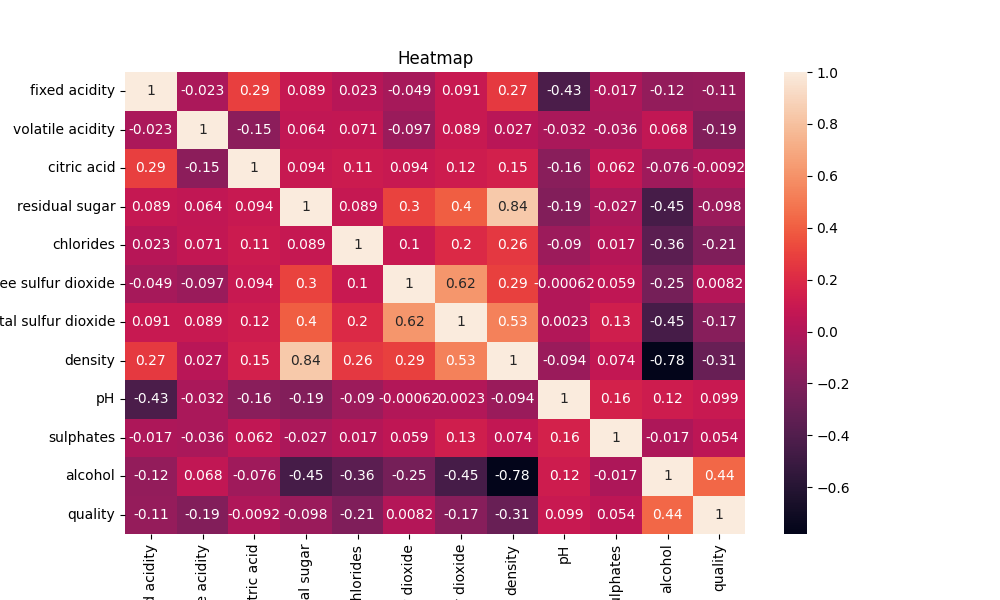 Heatmap
fixed acidity 1 -0.023 0.29 0.089 0.023 -0.049 0.091 0.27 -0.43 -0.017 -0.12 -0.11
volatile acidity -0.023 1 -0.15 0.064 0.071 -0.097 0.089 0.027 -0.032 -0.036 0.068 -0.19
citric acid 0.29 -0.15 1 0.094 0.11 0.094 0.12 0.15 -0.16 0.062 -0.076 -0.0092
residual sugar 0.089 0.064 0.094 1 0.089 0.3 0.4 0.84 -0.19 -0.027 -0.45 -0.098
chlorides 0.023 0.071 0.11 0.089 1 0.1 0.2 0.26 -0.09 0.017 -0.36 -0.21
ee sulfur dioxide -0.049 -0.097 0.094 0.3 0.1 1 0.62 0.29 -0.00062 0.059 -0.25 0.0082
tal sulfur dioxide 0.091 0.089 0.12 0.4 0.2 0.62 1 0.53 0.0023 0.13 -0.45 -0.17
density 0.27 0.027 0.15 0.84 0.26 0.29 0.53 1 -0.094 0.074 -0.78 -0.31
pH -0.43 -0.032 -0.16 -0.19 -0.09 -0.00062 0.0023 -0.094 1 0.16 0.12 0.099
sulphates -0.017 -0.036 0.062 -0.027 0.017 0.059 0.13 0.074 0.16 1 -0.017 0.054
alcohol -0.12 0.068 -0.076 -0.45 -0.36 -0.25 -0.45 -0.78 0.12 -0.017 1 0.44
quality -0.11 -0.19 -0.0092 -0.098 -0.21 0.0082 -0.17 -0.31 0.099 0.054 0.44 1
d acidity
e acidity
tric acid
al sugar
hlorides
dioxide
dioxide
density
pH
ulphates
alcohol
quality
1.0
0.8
0.6
0.4
0.2
0.0
−0.2
−0.4
−0.6